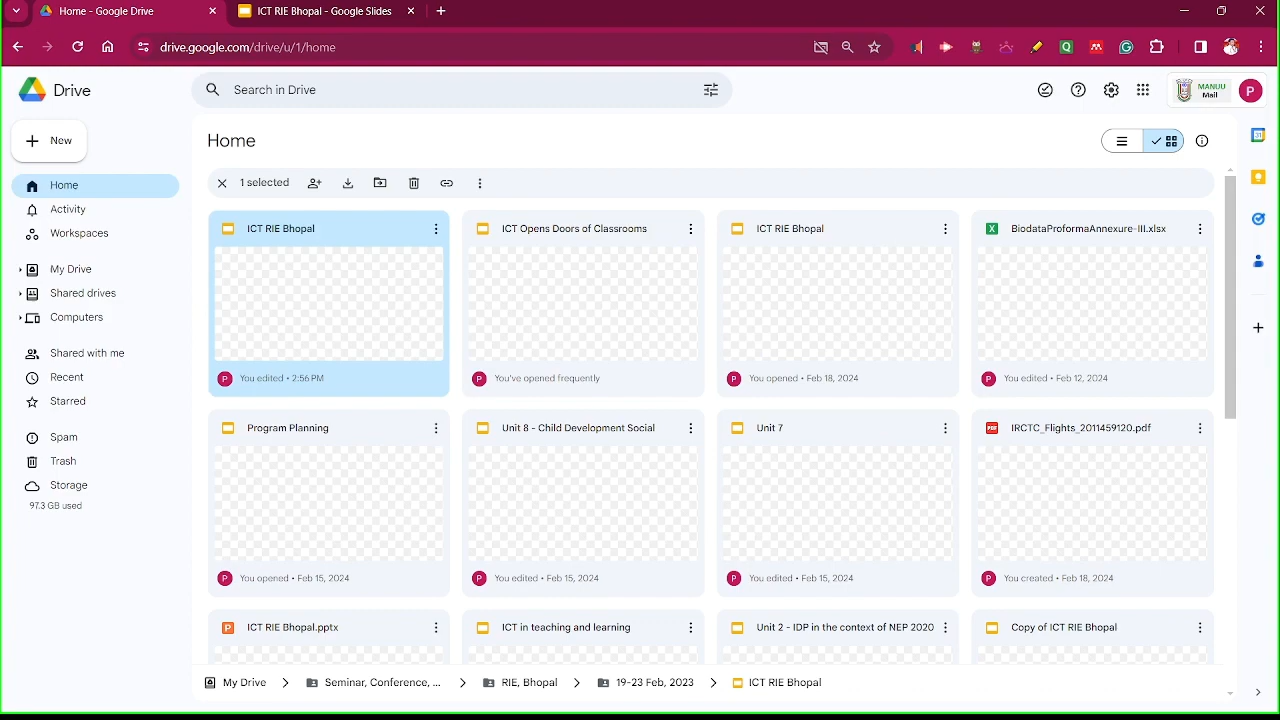 Home - Google Drive
ICT RIE Bhopal - Google Slides
drive.google.com/drive/u/1/home
Drive
Search in Drive
MANUU
Mail
P
New
Home
1 selected
Home
Activity
Workspaces
My Drive
Shared drives
Computers
Shared with me
Recent
Starred
Spam
Trash
Storage
97.3 GB used
ICT RIE Bhopal
ICT Opens Doors of Classrooms
ICT RIE Bhopal
BiodataProformaAnnexure-III.xlsx
P You edited • 2:56 PM
P You've opened frequently
P You opened • Feb 18, 2024
P You edited • Feb 12, 2024
Program Planning
Unit 8 - Child Development Social
Unit 7
PDF IRCTC_Flights_2011459120.pdf
P You opened • Feb 15, 2024
P You edited • Feb 15, 2024
P You edited • Feb 15, 2024
P You created • Feb 18, 2024
P ICT RIE Bhopal.pptx
ICT in teaching and learning
Unit 2 - IDP in the context of NEP 2020
Copy of ICT RIE Bhopal
My Drive > Seminar, Conference, ... > RIE, Bhopal > 19-23 Feb, 2023 > ICT RIE Bhopal